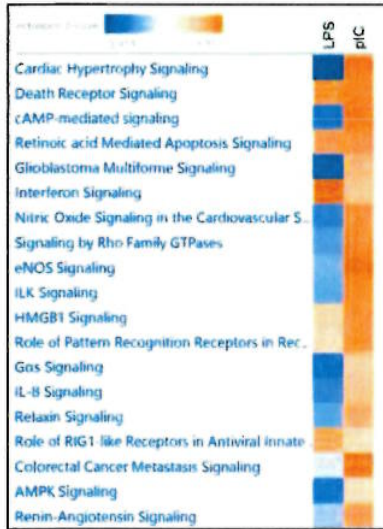 LPS
pIC
Cardiac Hypertrophy Signaling
Death Receptor Signaling
cAMP-mediated signaling
Retinoic acid Mediated Apoptosis Signaling
Glioblastoma Multiforme Signaling
Interferon Signaling
Nitric Oxide Signaling in the Cardiovascular S...
Signaling by Rho Family GTPases
eNOS Signaling
ILK Signaling
HMGB1 Signaling
Role of Pattern Recognition Receptors in Rec...
Gαs Signaling
IL-8 Signaling
Relaxin Signaling
Role of RIG1-like Receptors in Antiviral Innate ...
Colorectal Cancer Metastasis Signaling
AMPK Signaling
Renin-Angiotensin Signaling